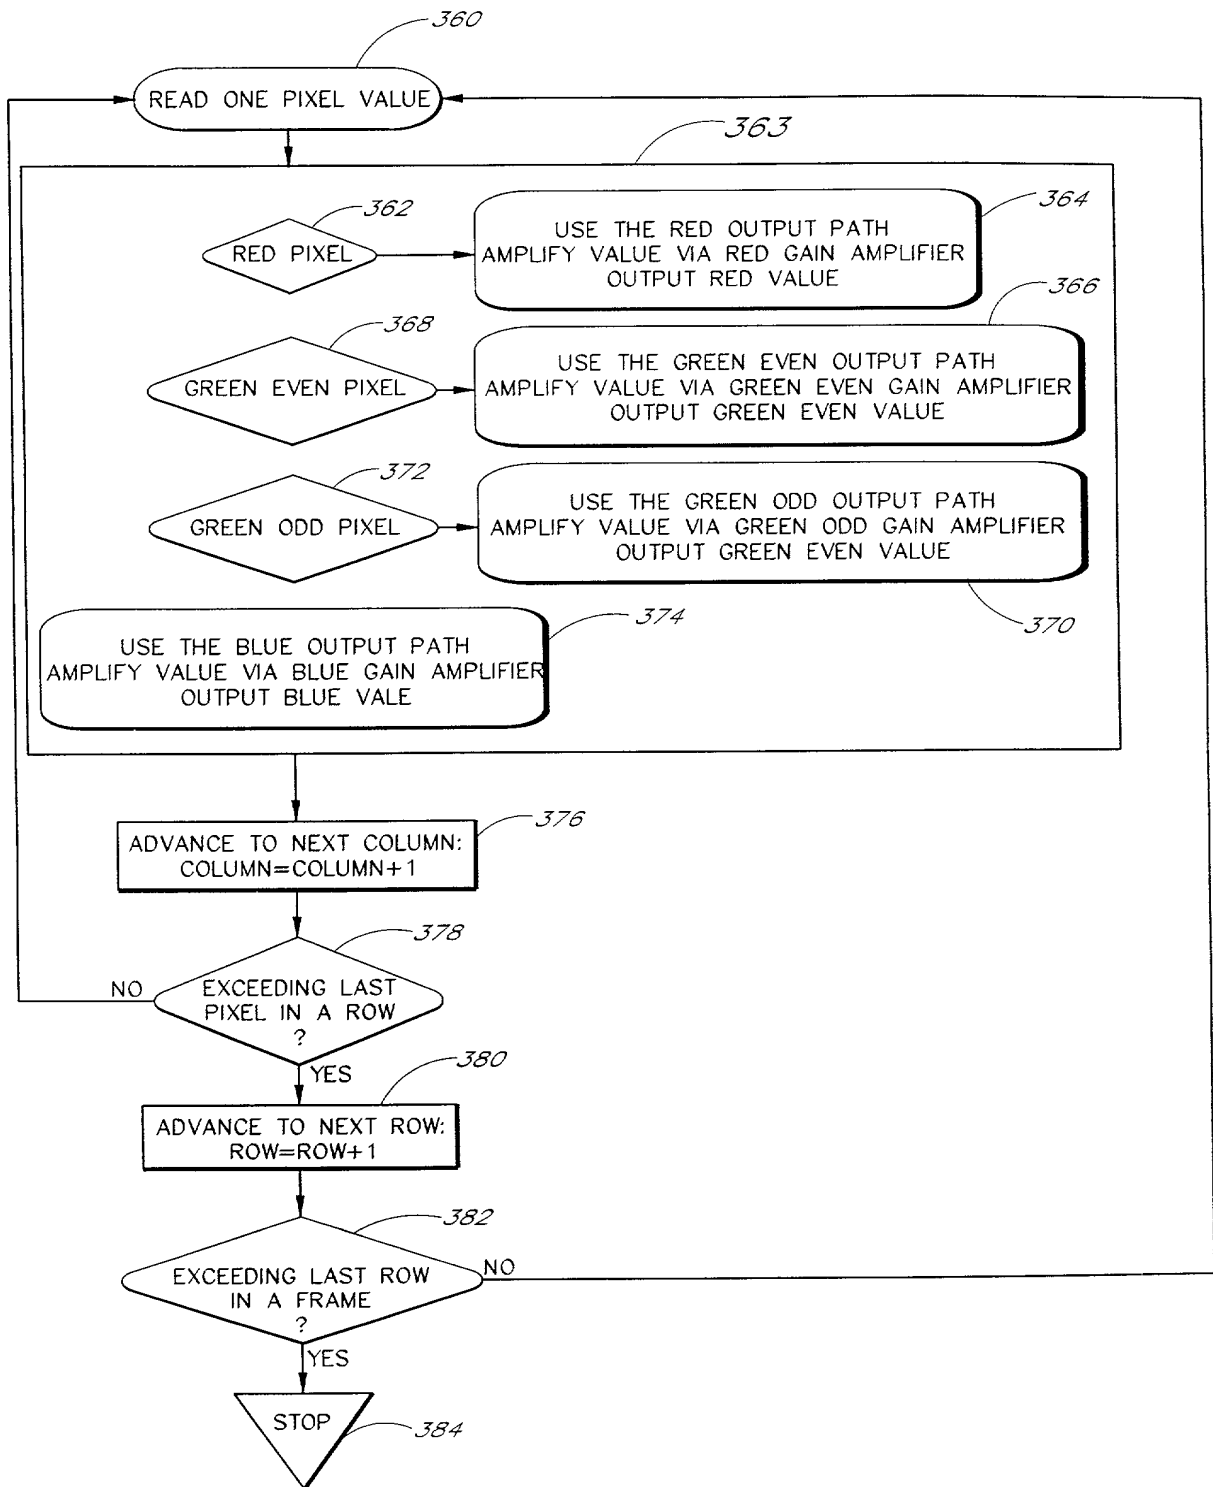 360
READ ONE PIXEL VALUE
363
362
RED PIXEL
364
USE THE RED OUTPUT PATH
AMPLIFY VALUE VIA RED GAIN AMPLIFIER
OUTPUT RED VALUE
366
368
GREEN EVEN PIXEL
USE THE GREEN EVEN OUTPUT PATH
AMPLIFY VALUE VIA GREEN EVEN GAIN AMPLIFIER
OUTPUT GREEN EVEN VALUE
372
GREEN ODD PIXEL
USE THE GREEN ODD OUTPUT PATH
AMPLIFY VALUE VIA GREEN ODD GAIN AMPLIFIER
OUTPUT GREEN EVEN VALUE
370
374
USE THE BLUE OUTPUT PATH
AMPLIFY VALUE VIA BLUE GAIN AMPLIFIER
OUTPUT BLUE VALE
376
ADVANCE TO NEXT COLUMN:
COLUMN=COLUMN+1
378
NO
EXCEEDING LAST
PIXEL IN A ROW
?
YES
380
ADVANCE TO NEXT ROW:
ROW=ROW+1
382
NO
EXCEEDING LAST ROW
IN A FRAME
?
YES
STOP
384